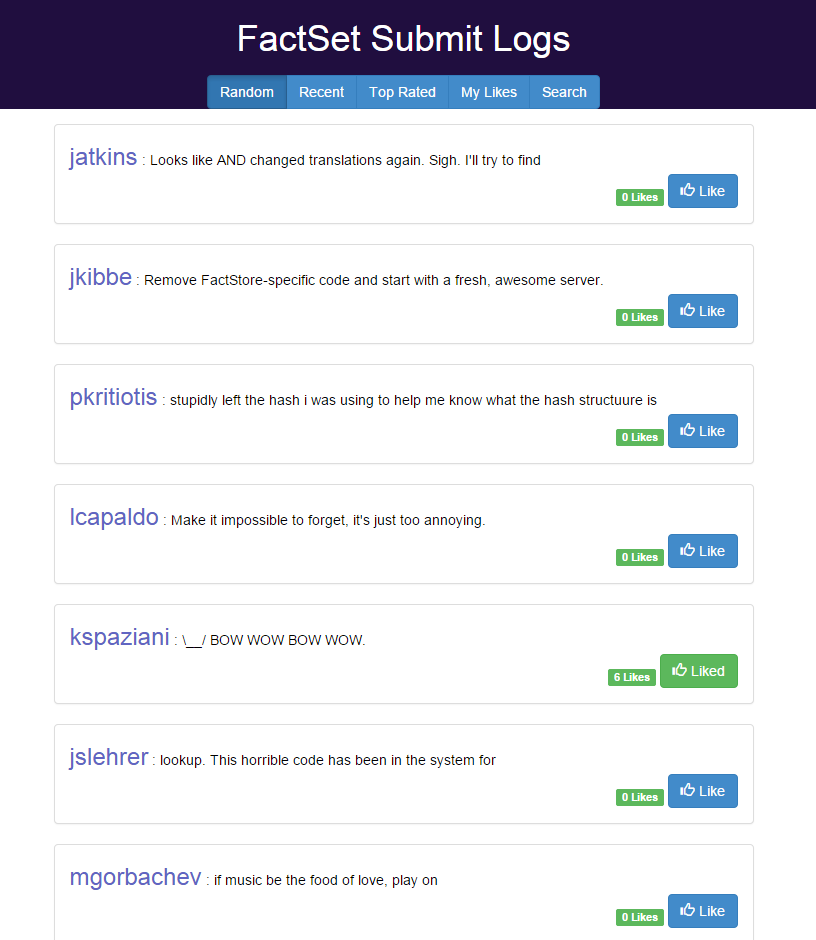 FactSet Submit Logs
Random Recent Top Rated My Likes Search
jatkins : Looks like AND changed translations again. Sigh. I'll try to find
0 Likes Like
jkibbe : Remove FactStore-specific code and start with a fresh, awesome server.
0 Likes Like
pkritiotis : stupidly left the hash i was using to help me know what the hash structuure is
0 Likes Like
lcapaldo : Make it impossible to forget, it's just too annoying.
0 Likes Like
kspaziani : \__/ BOW WOW BOW WOW.
6 Likes Liked
jslehrer : lookup. This horrible code has been in the system for
0 Likes Like
mgorbachev : if music be the food of love, play on
0 Likes Like